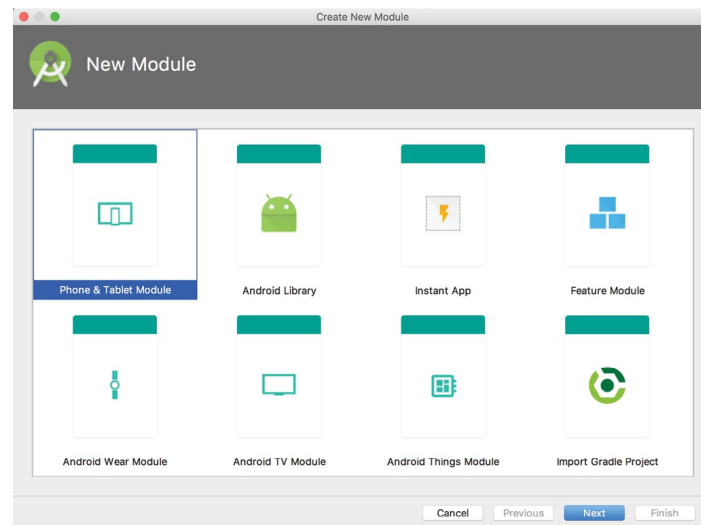 Create New Module
New Module
Phone & Tablet Module
Android Library
Instant App
Feature Module
Android Wear Module
Android TV Module
Android Things Module
Import Gradle Project
Cancel
Previous
Next
Finish